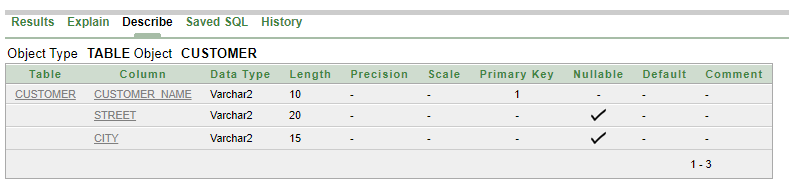 Results Explain Describe Saved SQL History
Object Type TABLE Object CUSTOMER
Table Column Data Type Length Precision Scale Primary Key Nullable Default Comment
CUSTOMER CUSTOMER_NAME Varchar2 10 - - 1 - - -
STREET Varchar2 20 - - - ✓ - -
CITY Varchar2 15 - - - ✓ - -
1 - 3